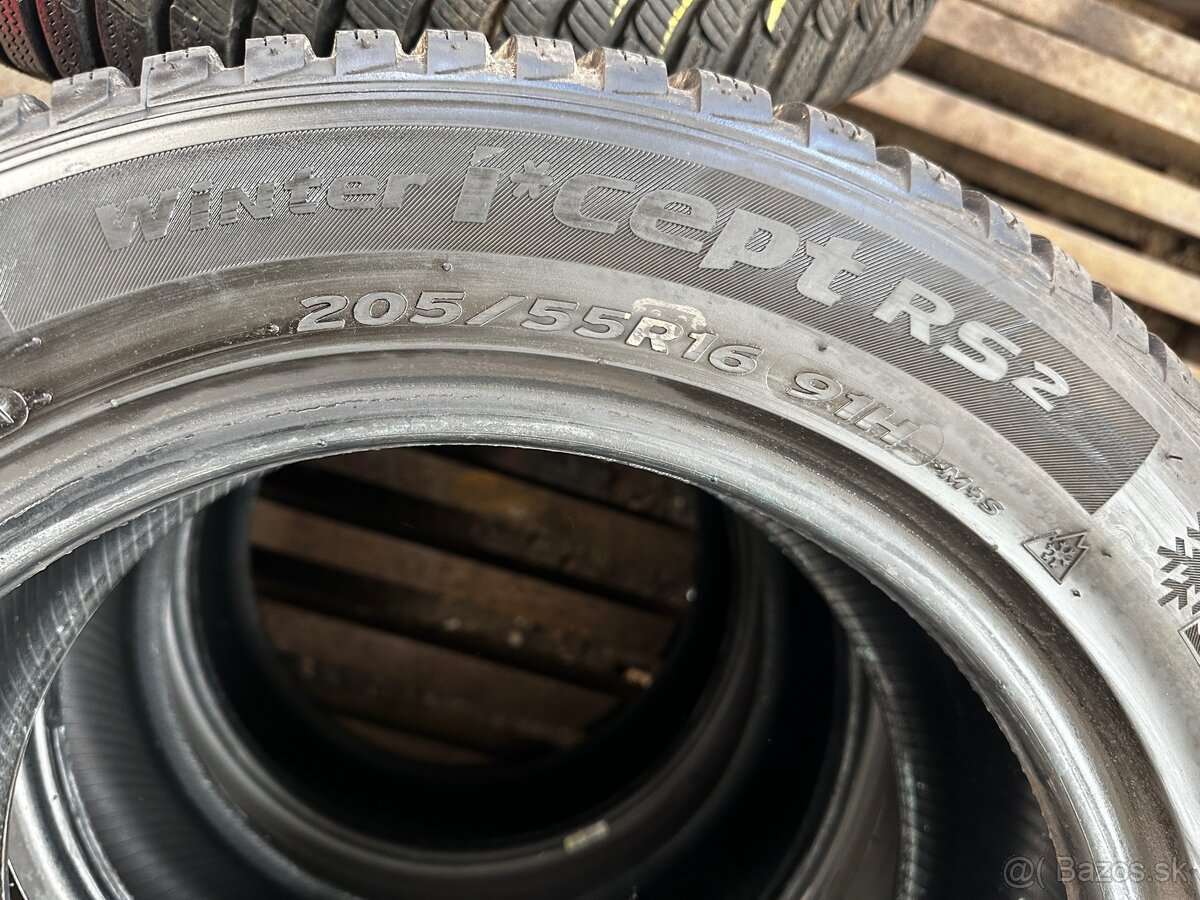 winter i*cept RS2
205/55R16 91H M+S
@( Bazos.sk